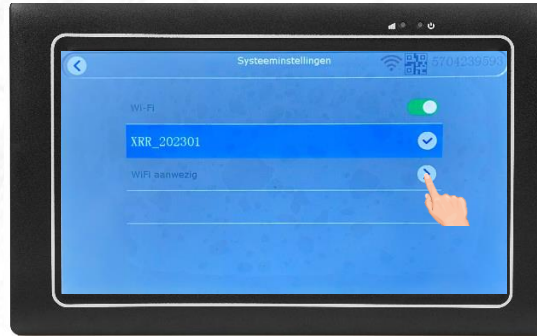 Systeeminstellingen
5704239593
Wi-Fi
XRR_202301
WiFi aanwezig